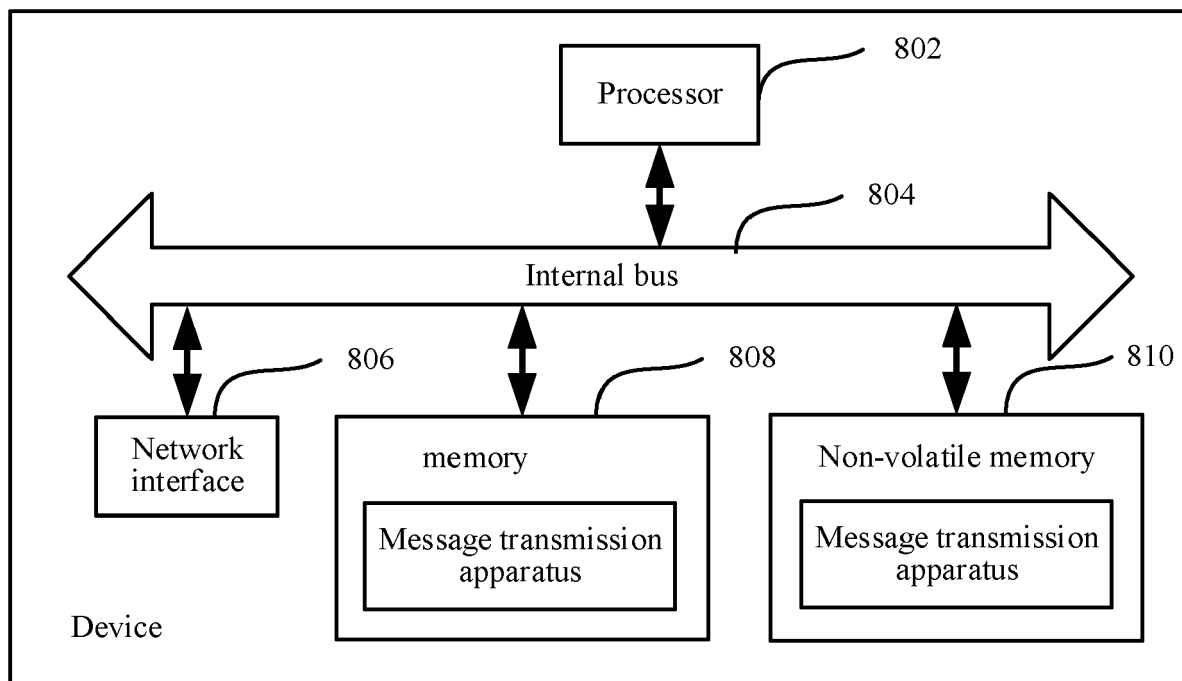 802
Processor
804
Internal bus
806
808
810
Network
interface
memory
Non-volatile memory
Message transmission
apparatus
Message transmission
apparatus
Device